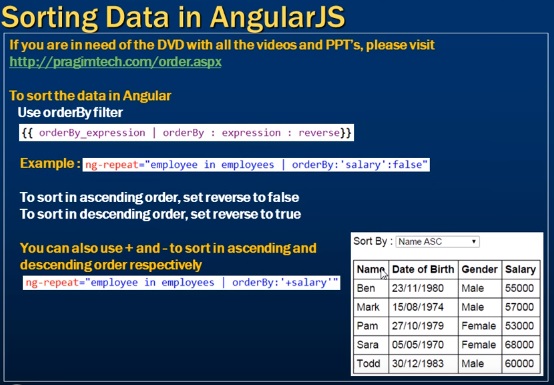 Sorting Data in AngularJS
If you are in need of the DVD with all the videos and PPT's, please visit
http://pragimtech.com/order.aspx
To sort the data in Angular
Use orderBy filter
{{ orderBy_expression | orderBy : expression : reverse}}
Example : ng-repeat="employee in employees | orderBy:'salary':false"
To sort in ascending order, set reverse to false
To sort in descending order, set reverse to true
You can also use + and - to sort in ascending and
descending order respectively
ng-repeat="employee in employees | orderBy:'+salary'"
Sort By : Name ASC
Name Date of Birth Gender Salary
Ben 23/11/1980 Male 55000
Mark 15/08/1974 Male 57000
Pam 27/10/1979 Female 53000
Sara 05/05/1970 Female 68000
Todd 30/12/1983 Male 60000